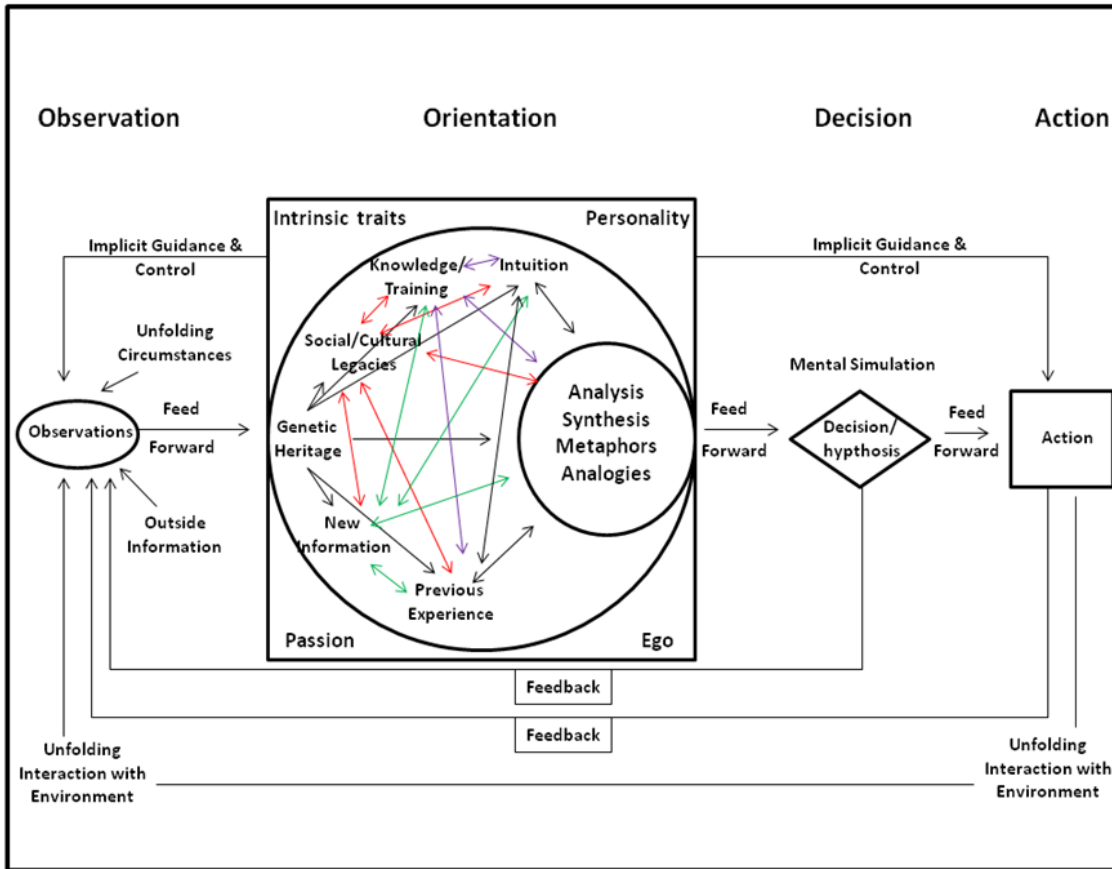 Observation
Orientation
Decision
Action
Intrinsic traits
Personality
Implicit Guidance &
Control
Knowledge/
Training
Intuition
Implicit Guidance &
Control
Unfolding
Circumstances
Social/Cultural
Legacies
Mental Simulation
Observations
Feed
Forward
Genetic
Heritage
Analysis
Synthesis
Metaphors
Analogies
Feed
Forward
Decision/
hypthosis
Feed
Forward
Action
Outside
Information
New
Information
Previous
Experience
Passion
Ego
Feedback
Feedback
Unfolding
Interaction with
Environment
Unfolding
Interaction with
Environment